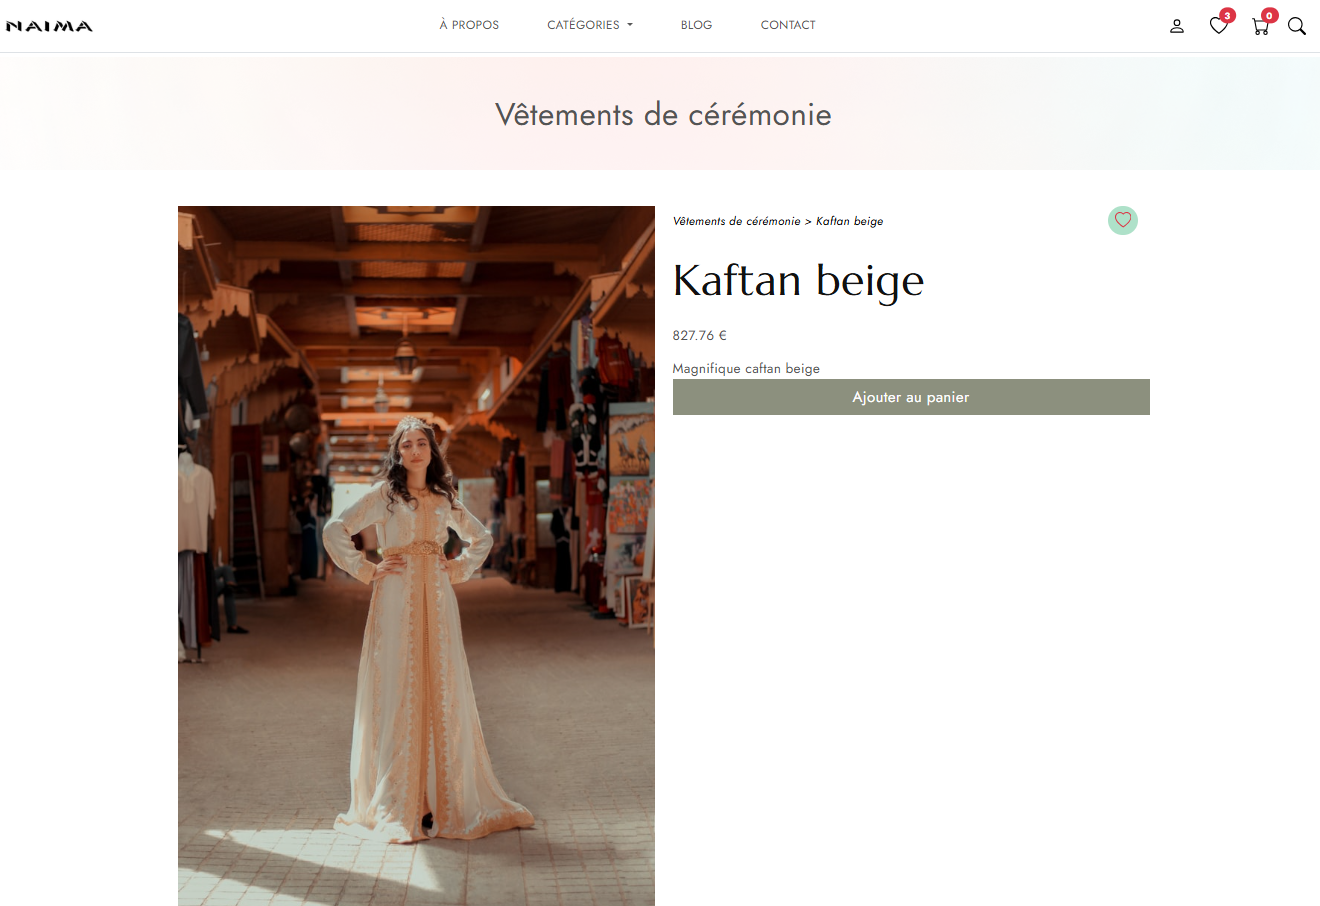 NAIMA
À PROPOS
CATÉGORIES
BLOG
CONTACT
3
0
Vêtements de cérémonie
Vêtements de cérémonie > Kaftan beige
Kaftan beige
827.76 €
Magnifique caftan beige
Ajouter au panier